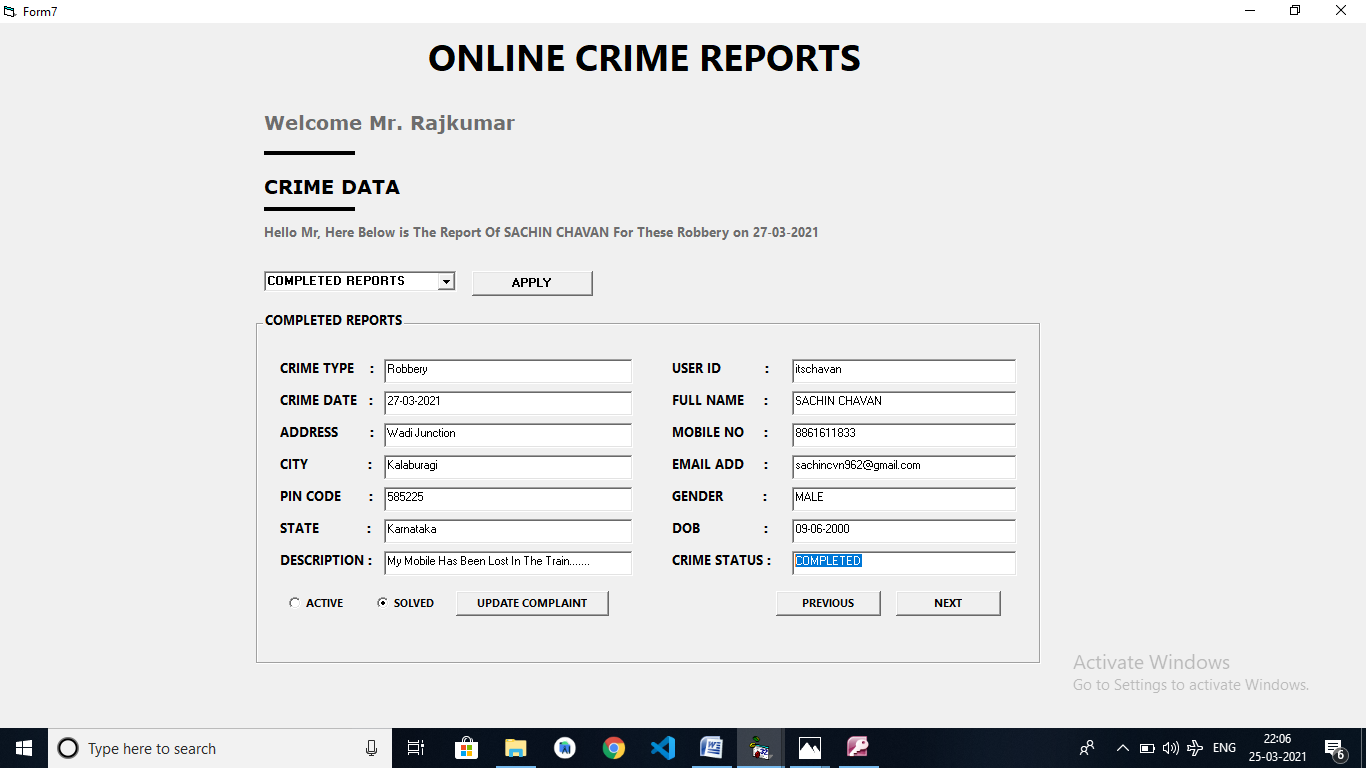 Form7
ONLINE CRIME REPORTS
Welcome Mr. Rajkumar
CRIME DATA
Hello Mr, Here Below is The Report Of SACHIN CHAVAN For These Robbery on 27-03-2021
COMPLETED REPORTS APPLY
COMPLETED REPORTS
CRIME TYPE : Robbery USER ID : itschavan
CRIME DATE : 27-03-2021 FULL NAME : SACHIN CHAVAN
ADDRESS : Wadi Junction MOBILE NO : 8861611833
CITY : Kalaburagi EMAIL ADD : sachincvn962@gmail.com
PIN CODE : 585225 GENDER : MALE
STATE : Karnataka DOB : 09-06-2000
DESCRIPTION : My Mobile Has Been Lost In The Train....... CRIME STATUS : COMPLETED
ACTIVE SOLVED UPDATE COMPLAINT PREVIOUS NEXT
Activate Windows
Go to Settings to activate Windows.
Type here to search ENG 22:06
25-03-2021 6